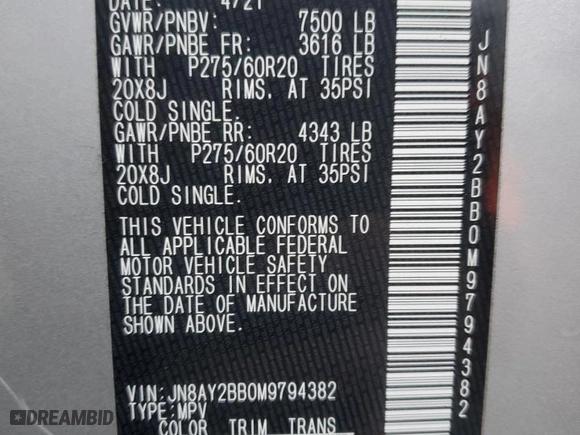 DATE: 4/21
GVWR/PNBV: 7500 LB
GAWR/PNBE FR: 3616 LB
WITH P275/60R20 TIRES
20X8J RIMS, AT 35PSI
COLD SINGLE.
GAWR/PNBE RR: 4343 LB
WITH P275/60R20 TIRES
20X8J RIMS, AT 35PSI
COLD SINGLE.
THIS VEHICLE CONFORMS TO
ALL APPLICABLE FEDERAL
MOTOR VEHICLE SAFETY
STANDARDS IN EFFECT ON
THE DATE OF MANUFACTURE
SHOWN ABOVE.
VIN: JN8AY2BB0M9794382
TYPE: MPV
COLOR TRIM TRANS
JN8AY2BB0M9794382
DREAMBID